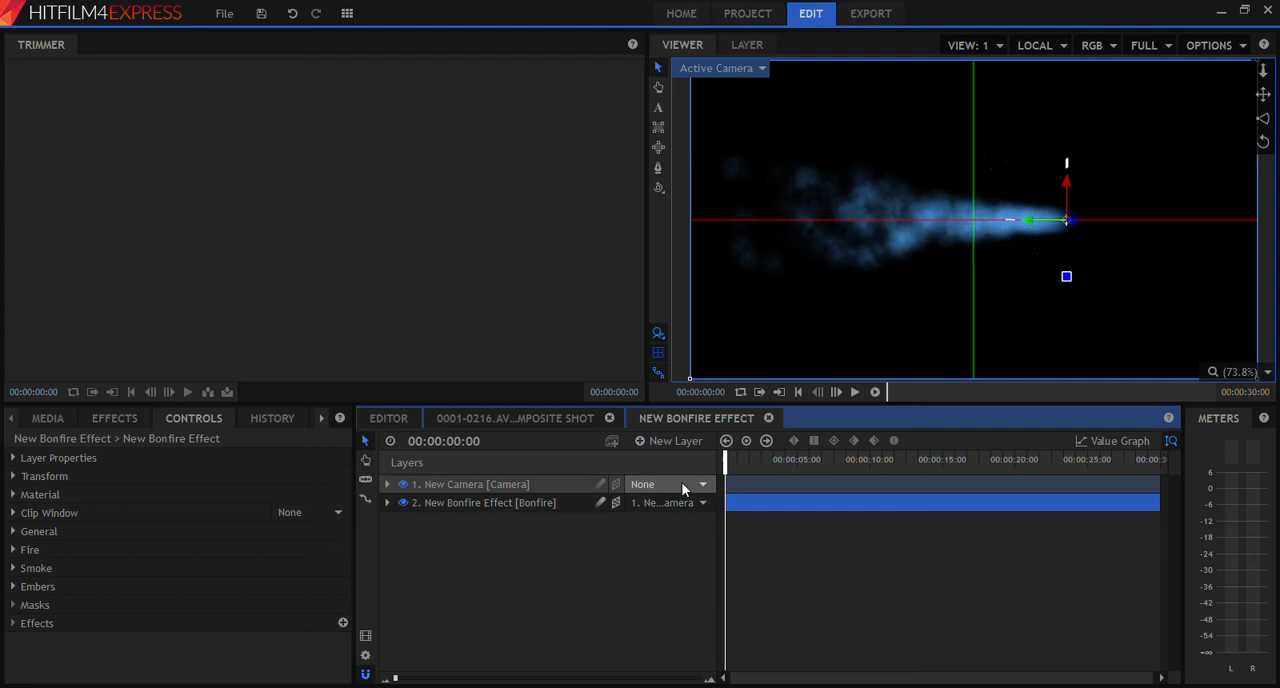 HITFILM4EXPRESS File HOME PROJECT EDIT EXPORT
TRIMMER
VIEWER LAYER VIEW: 1 LOCAL RGB FULL OPTIONS
Active Camera
(73.8%)
00:00:00:00 00:00:00:00
00:00:00:00 00:00:30:00
MEDIA EFFECTS CONTROLS HISTORY
New Bonfire Effect > New Bonfire Effect
Layer Properties
Transform
Material
Clip Window None
General
Fire
Smoke
Embers
Masks
Effects
EDITOR 0001-0216.AV...MPOSITE SHOT NEW BONFIRE EFFECT
00:00:00:00 New Layer Value Graph
Layers 00:00:05:00 00:00:10:00 00:00:15:00 00:00:20:00 00:00:25:00 00:00:3
1. New Camera [Camera] None
2. New Bonfire Effect [Bonfire] 1. Ne...amera
METERS
6
0
-6
-12
-18
-24
-30
-36
-42
-48
-54
-∞
L R